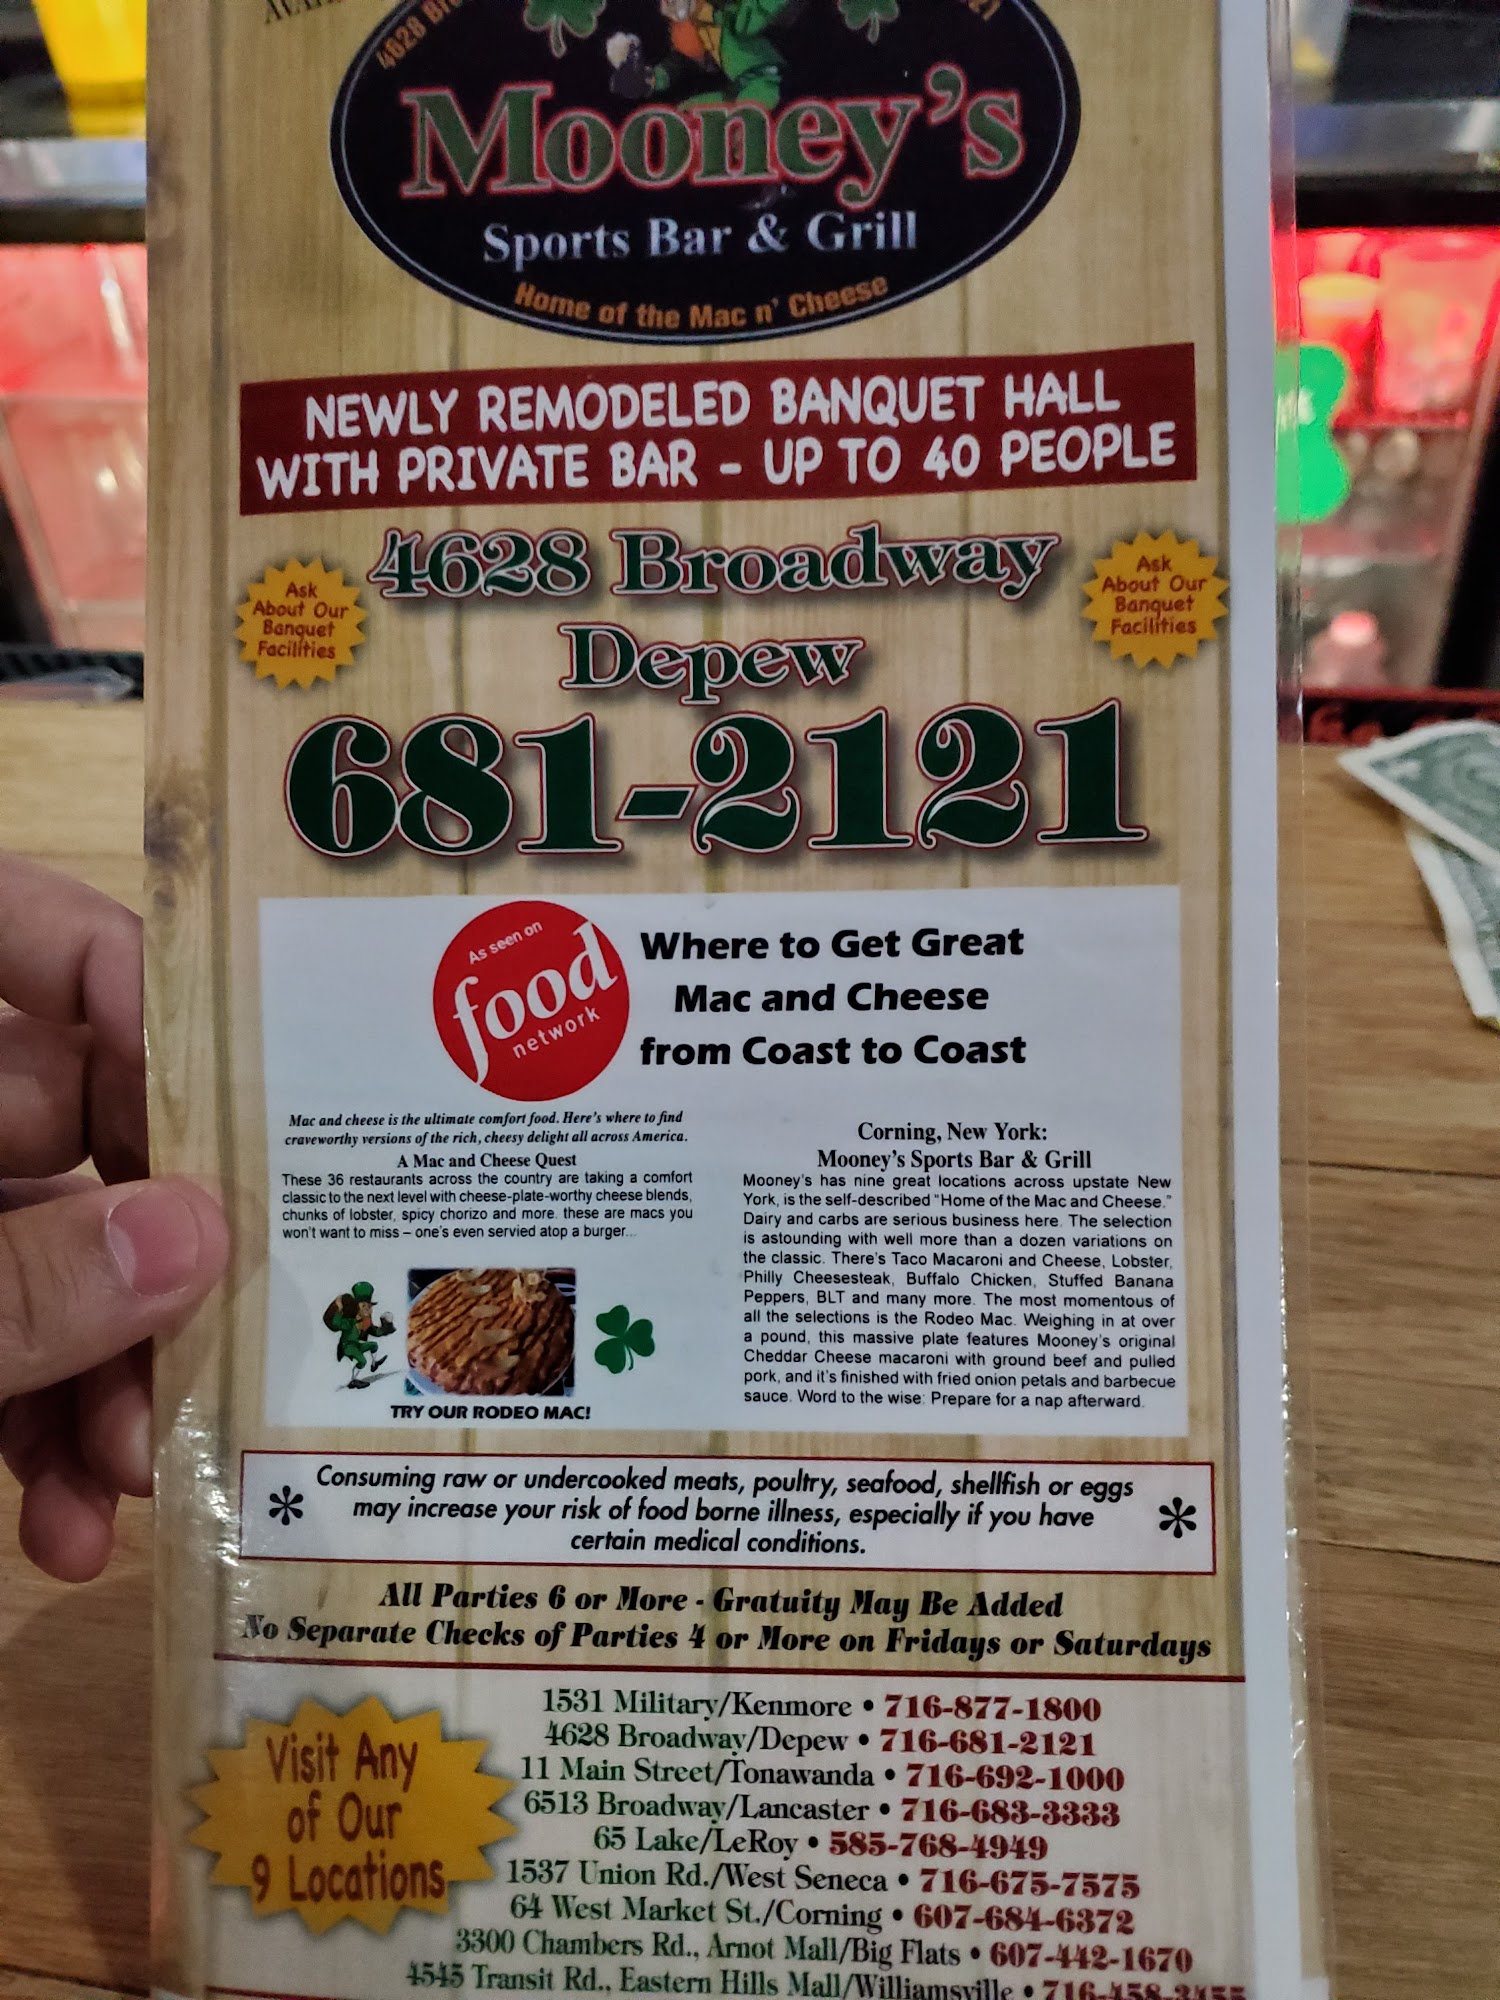 4628
Mooney's
Sports Bar & Grill
Home of the Mac n' Cheese
NEWLY REMODELED BANQUET HALL
WITH PRIVATE BAR - UP TO 40 PEOPLE
4628 Broadway
Depew
681-2121
Ask
About Our
Banquet
Facilities
Ask
About Our
Banquet
Facilities
As seen on
food
network
Where to Get Great
Mac and Cheese
from Coast to Coast
Mac and cheese is the ultimate comfort food. Here's where to find
craveworthy versions of the rich, cheesy delight all across America.
A Mac and Cheese Quest
These 36 restaurants across the country are taking a comfort
classic to the next level with cheese-plate-worthy cheese blends,
chunks of lobster, spicy chorizo and more. these are macs you
won't want to miss – one's even servied atop a burger...
TRY OUR RODEO MAC!
Corning, New York:
Mooney's Sports Bar & Grill
Mooney's has nine great locations across upstate New
York, is the self-described "Home of the Mac and Cheese."
Dairy and carbs are serious business here. The selection
is astounding with well more than a dozen variations on
the classic. There's Taco Macaroni and Cheese, Lobster,
Philly Cheesesteak, Buffalo Chicken, Stuffed Banana
Peppers, BLT and many more. The most momentous of
all the selections is the Rodeo Mac. Weighing in at over
a pound, this massive plate features Mooney's original
Cheddar Cheese macaroni with ground beef and pulled
pork, and it's finished with fried onion petals and barbecue
sauce. Word to the wise: Prepare for a nap afterward.
* Consuming raw or undercooked meats, poultry, seafood, shellfish or eggs
may increase your risk of food borne illness, especially if you have *
certain medical conditions.
All Parties 6 or More - Gratuity May Be Added
No Separate Checks of Parties 4 or More on Fridays or Saturdays
Visit Any
of Our
9 Locations
1531 Military/Kenmore • 716-877-1800
4628 Broadway/Depew • 716-681-2121
11 Main Street/Tonawanda • 716-692-1000
6513 Broadway/Lancaster • 716-683-3333
65 Lake/LeRoy • 585-768-4949
1537 Union Rd./West Seneca • 716-675-7575
64 West Market St./Corning • 607-684-6372
3300 Chambers Rd., Arnot Mall/Big Flats • 607-442-1670
4545 Transit Rd., Eastern Hills Mall/Williamsville • 716-458-3455